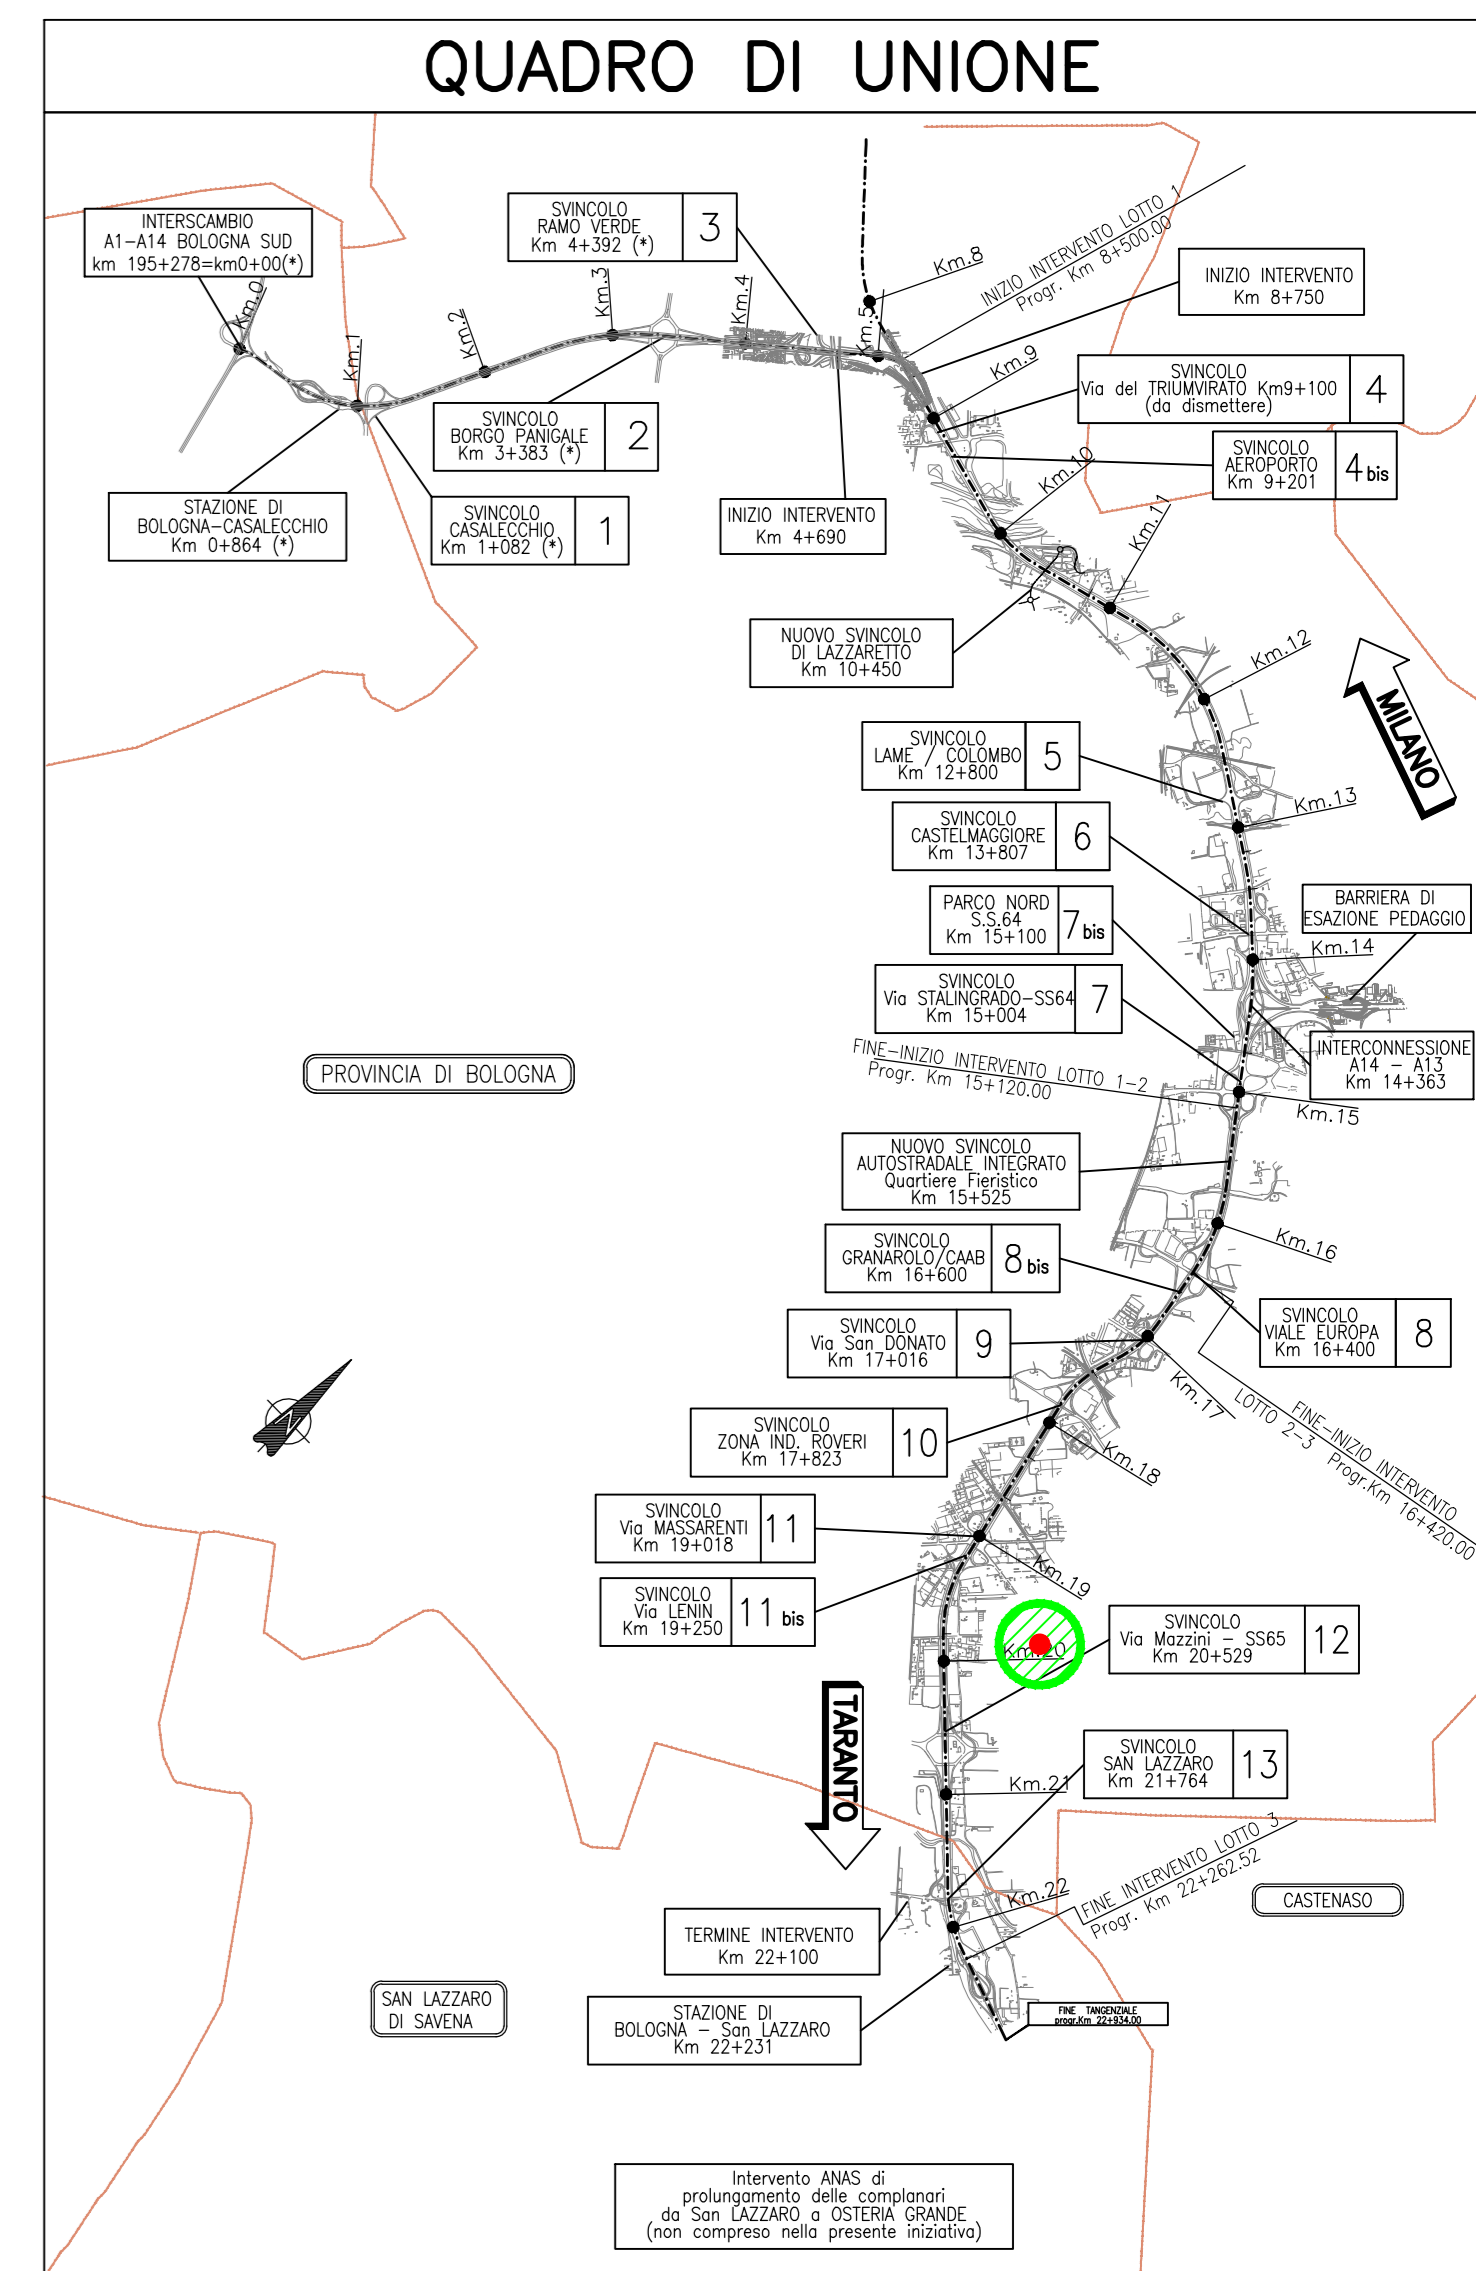 QUADRO DI UNIONE
INTERSCAMBIO
A1-A14 BOLOGNA SUD
km 195+278=km0+00(*)
SVINCOLO
RAMO VERDE
Km 4+392 (*)
3
Km.0
Km.1
Km.2
Km.3
Km.4
Km.5
Km.8
INIZIO INTERVENTO LOTTO 1
Progr. Km 8+500.00
INIZIO INTERVENTO
Km 8+750
Km.9
SVINCOLO
Via del TRIUMVIRATO Km9+100
(da dismettere)
4
SVINCOLO
BORGO PANIGALE
Km 3+383 (*)
2
SVINCOLO
AEROPORTO
Km 9+201
4 bis
STAZIONE DI
BOLOGNA-CASALECCHIO
Km 0+864 (*)
SVINCOLO
CASALECCHIO
Km 1+082 (*)
1
INIZIO INTERVENTO
Km 4+690
Km.10
Km.11
NUOVO SVINCOLO
DI LAZZARETTO
Km 10+450
Km.12
MILANO
SVINCOLO
LAME / COLOMBO
Km 12+800
5
Km.13
SVINCOLO
CASTELMAGGIORE
Km 13+807
6
PARCO NORD
S.S.64
Km 15+100
7 bis
BARRIERA DI
ESAZIONE PEDAGGIO
Km.14
SVINCOLO
Via STALINGRADO-SS64
Km 15+004
7
INTERCONNESSIONE
A14 - A13
Km 14+363
FINE-INIZIO INTERVENTO LOTTO 1-2
Progr. Km 15+120.00
Km.15
PROVINCIA DI BOLOGNA
NUOVO SVINCOLO
AUTOSTRADALE INTEGRATO
Quartiere Fieristico
Km 15+525
Km.16
SVINCOLO
GRANAROLO/CAAB
Km 16+600
8 bis
SVINCOLO
VIALE EUROPA
Km 16+400
8
SVINCOLO
Via San DONATO
Km 17+016
9
Km.17
FINE-INIZIO INTERVENTO
LOTTO 2-3 Progr.Km 16+420.00
N
SVINCOLO
ZONA IND. ROVERI
Km 17+823
10
Km.18
SVINCOLO
Via MASSARENTI
Km 19+018
11
Km.19
SVINCOLO
Via LENIN
Km 19+250
11 bis
SVINCOLO
Via Mazzini - SS65
Km 20+529
12
Km.20
TARANTO
SVINCOLO
SAN LAZZARO
Km 21+764
13
Km.21
FINE INTERVENTO LOTTO 3
Progr. Km 22+262.52
Km.22
CASTENASO
TERMINE INTERVENTO
Km 22+100
SAN LAZZARO
DI SAVENA
STAZIONE DI
BOLOGNA - San LAZZARO
Km 22+231
FINE TANGENZIALE
progr.Km 22+934.00
Intervento ANAS di
prolungamento delle complanari
da San LAZZARO a OSTERIA GRANDE
(non compreso nella presente iniziativa)